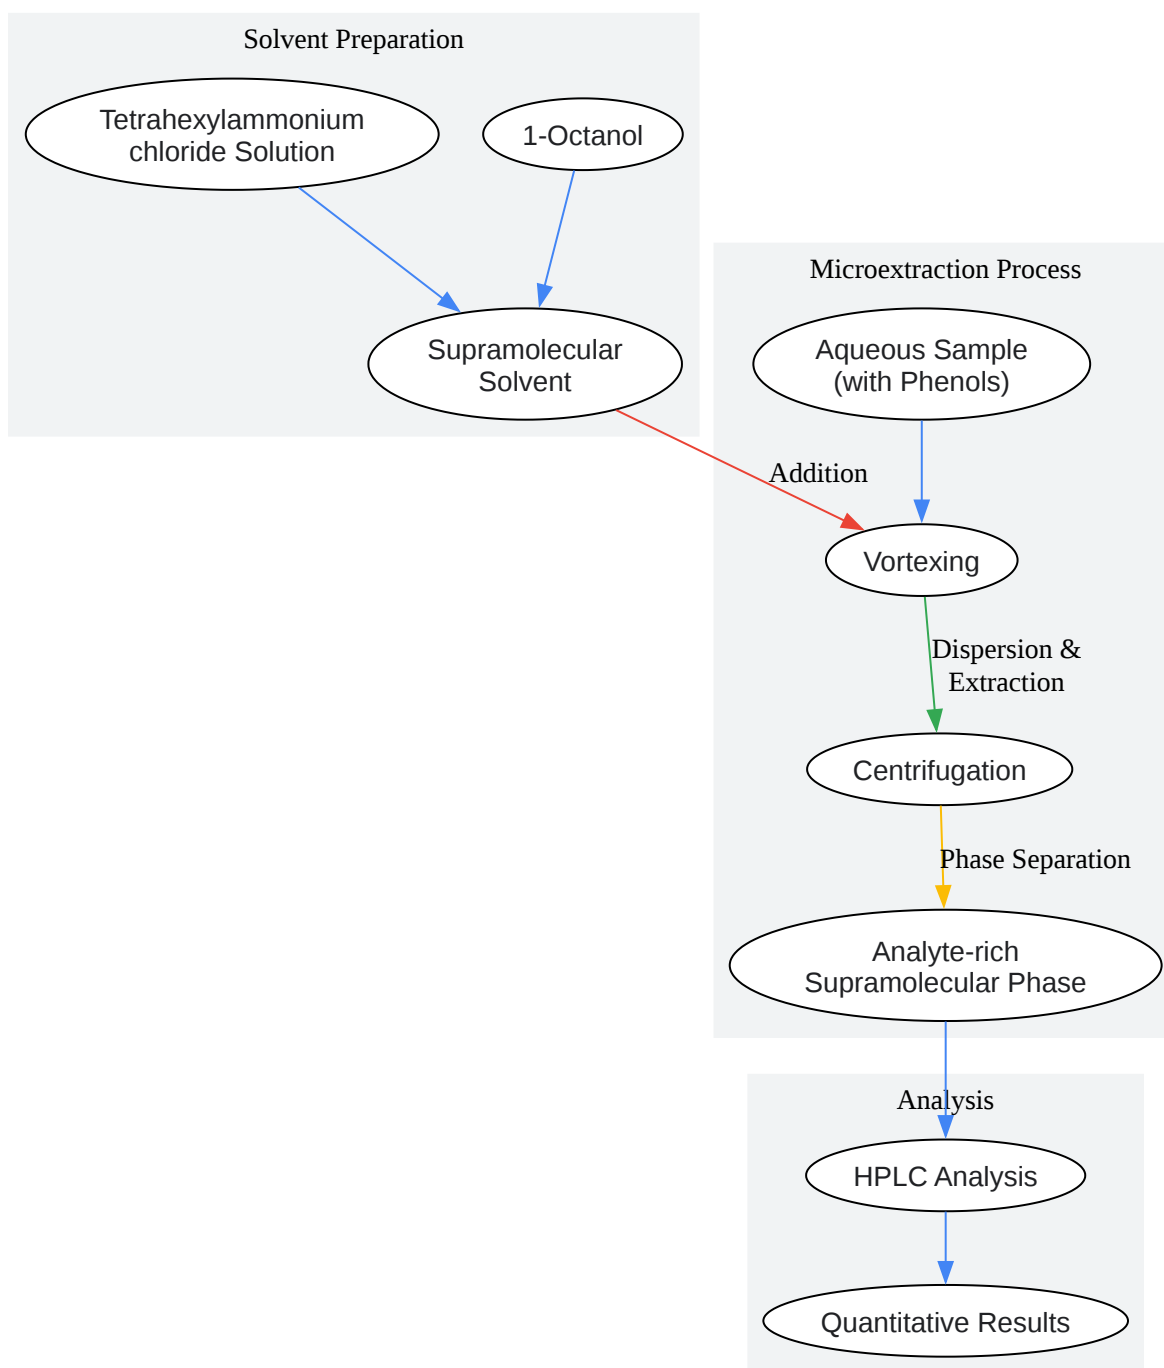 Solvent Preparation
Tetrahexylammonium
chloride Solution
1-Octanol
Supramolecular
Solvent
Microextraction Process
Aqueous Sample
(with Phenols)
Addition
Vortexing
Dispersion &
Extraction
Centrifugation
Phase Separation
Analyte-rich
Supramolecular Phase
Analysis
HPLC Analysis
Quantitative Results